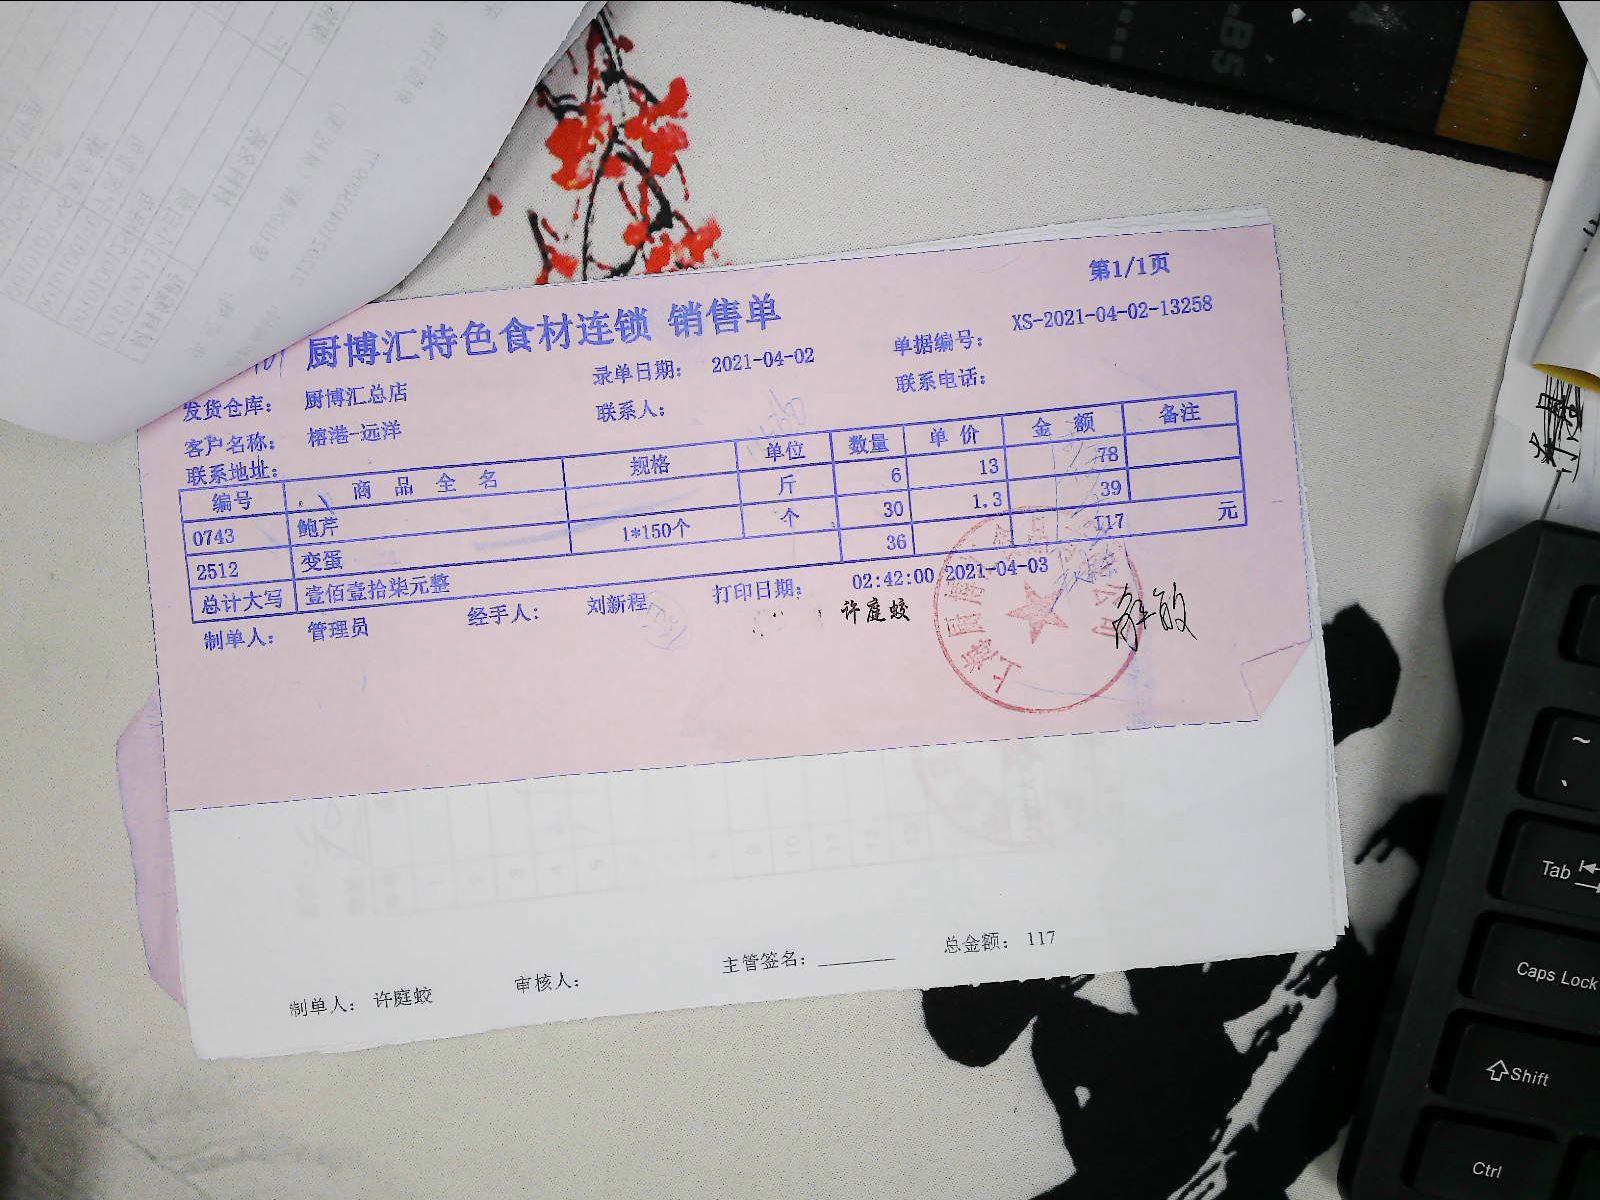 第1/1页
厨博汇特色食材连锁 销售单
发货仓库： 厨博汇总店 录单日期： 2021-04-02 单据编号： XS-2021-04-02-13258
客户名称： 榕港-远洋 联系人： 联系电话：
联系地址：
编号 商品全名 规格 单位 数量 单价 金额 备注
0743 鲍芹 斤 6 13 78
2512 变蛋 1*150个 个 30 1.3 39
总计大写 壹佰壹拾柒元整 36 117 元
制单人： 管理员 经手人： 刘新程 打印日期： 02:42:00 2021-04-03
许庭蛟
制单人： 许庭蛟 审核人： 主管签名： 总金额： 117
B5
Tab
Caps Lock
Shift
Ctrl